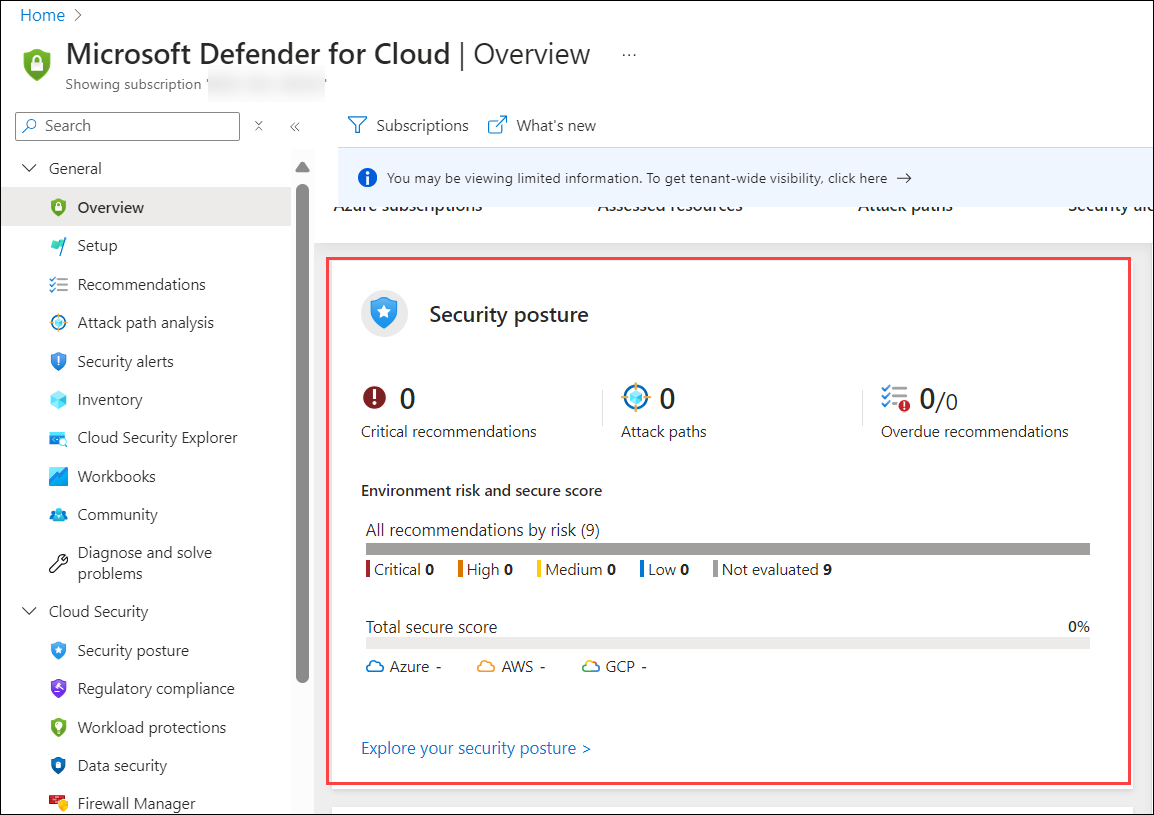 Home
Microsoft Defender for Cloud | Overview ...
Showing subscription '
Search
General
Overview
Setup
Recommendations
Attack path analysis
Security alerts
Inventory
Cloud Security Explorer
Workbooks
Community
Diagnose and solve
problems
Cloud Security
Security posture
Regulatory compliance
Workload protections
Data security
Firewall Manager
Subscriptions
What's new
You may be viewing limited information. To get tenant-wide visibility, click here →
Azure subscriptions Assessed resources Attack paths Security
Security posture
0
Critical recommendations
0
Attack paths
0/0
Overdue recommendations
Environment risk and secure score
All recommendations by risk (9)
Critical 0 High 0 Medium 0 Low 0 Not evaluated 9
Total secure score 0%
Azure - AWS - GCP -
Explore your security posture >